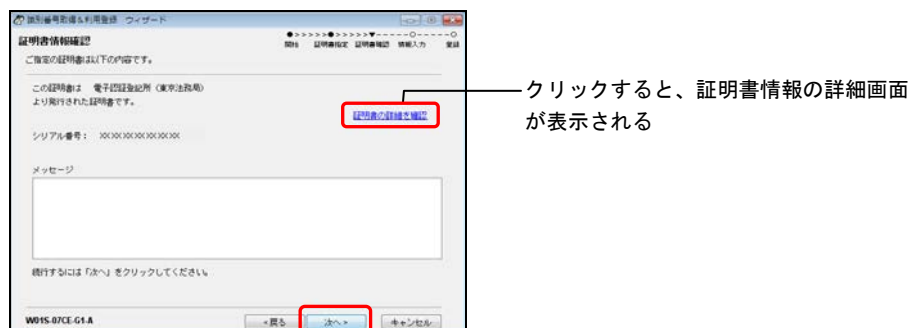 識別番号取得&利用登録 ウィザード
証明書情報確認
●>>>>>●>>>>>▼-----○-----○
開始 証明書指定 証明書確認 情報入力 登録
ご指定の証明書は以下の内容です。
この証明書は 電子認証登記所（東京法務局）
より発行された証明書です。
証明書の詳細を確認
クリックすると、証明書情報の詳細画面
が表示される
シリアル番号： XXXXXXXXXXXXXXXX
メッセージ
続行するには「次へ」をクリックしてください。
W01S-07CE-G1-A
<戻る 次へ> キャンセル